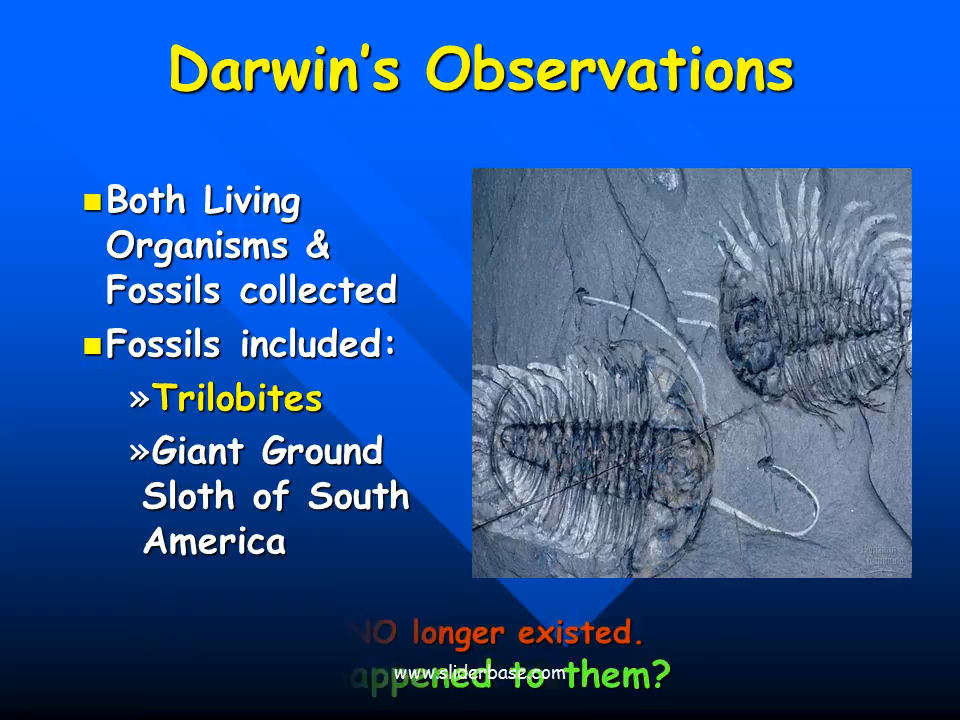 Darwin’s Observations
Both Living
Organisms &
Fossils collected
Fossils included:
»Trilobites
»Giant Ground
Sloth of South
America
NO longer existed.
appened to them?
www.sliderbase.com